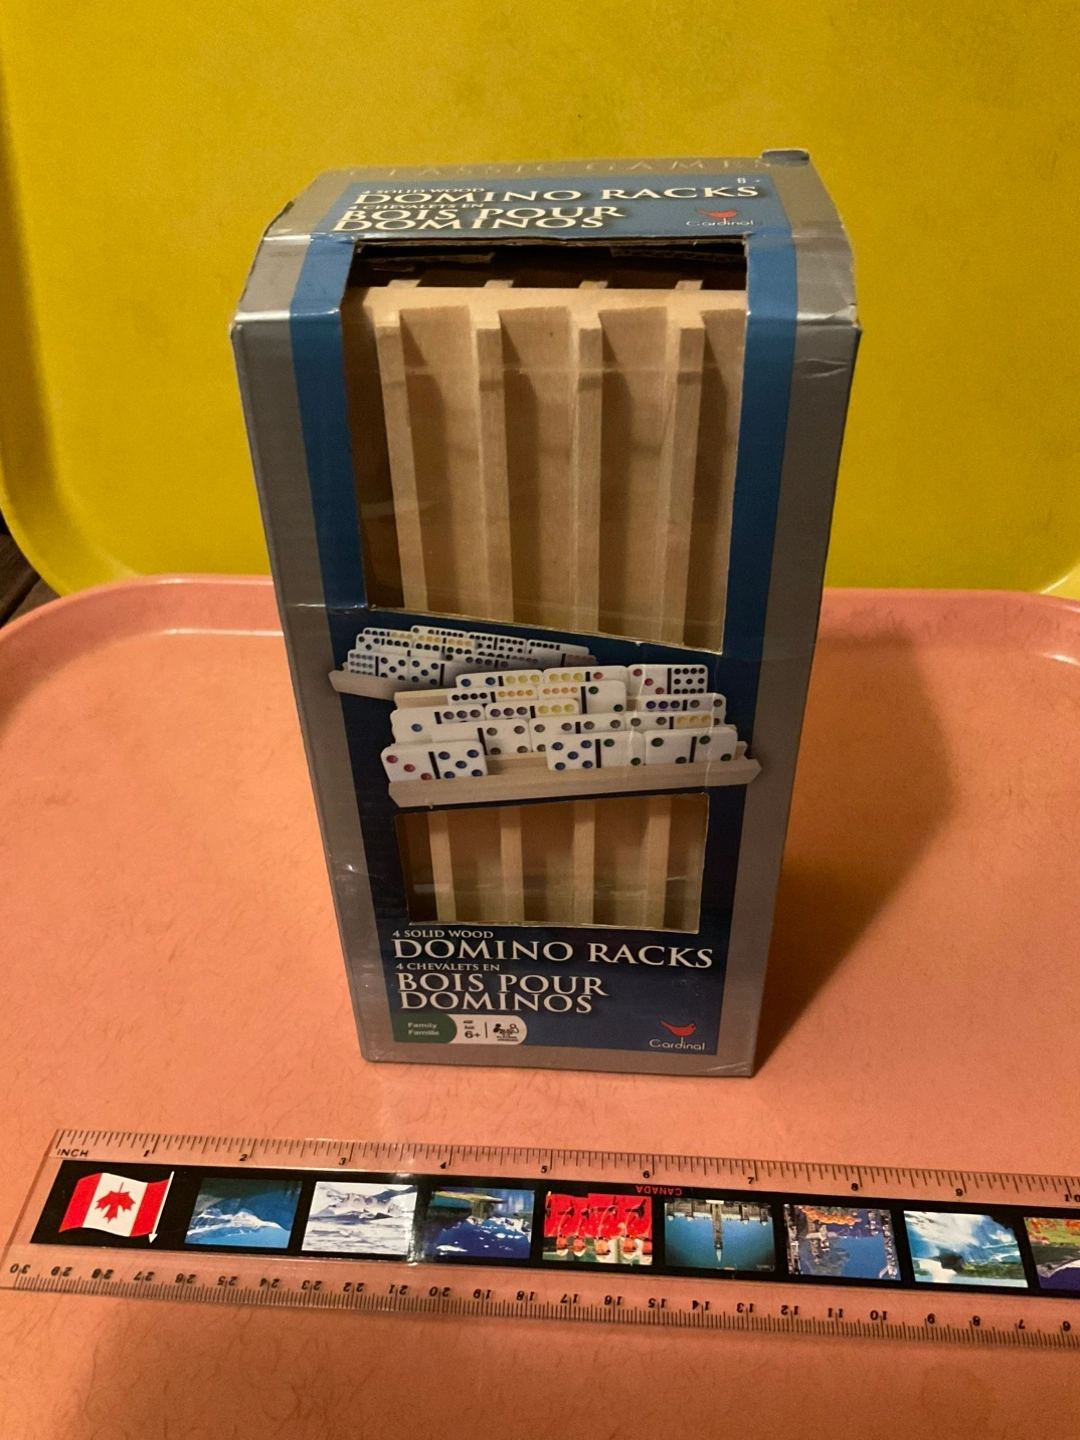 CLASSIC GAMES
4 SOLID WOOD
DOMINO RACKS
4 CHEVALETS EN
BOIS POUR
DOMINOS
Cardinal
4 SOLID WOOD
DOMINO RACKS
4 CHEVALETS EN
BOIS POUR
DOMINOS
Family
Famille
6+
Cardinal
INCH 1 2 3 4 5 6 7 8 9 10
CANADA
30 29 28 27 26 25 24 23 22 21 20 19 18 17 16 15 14 13 12 11 10 9 8 7 6